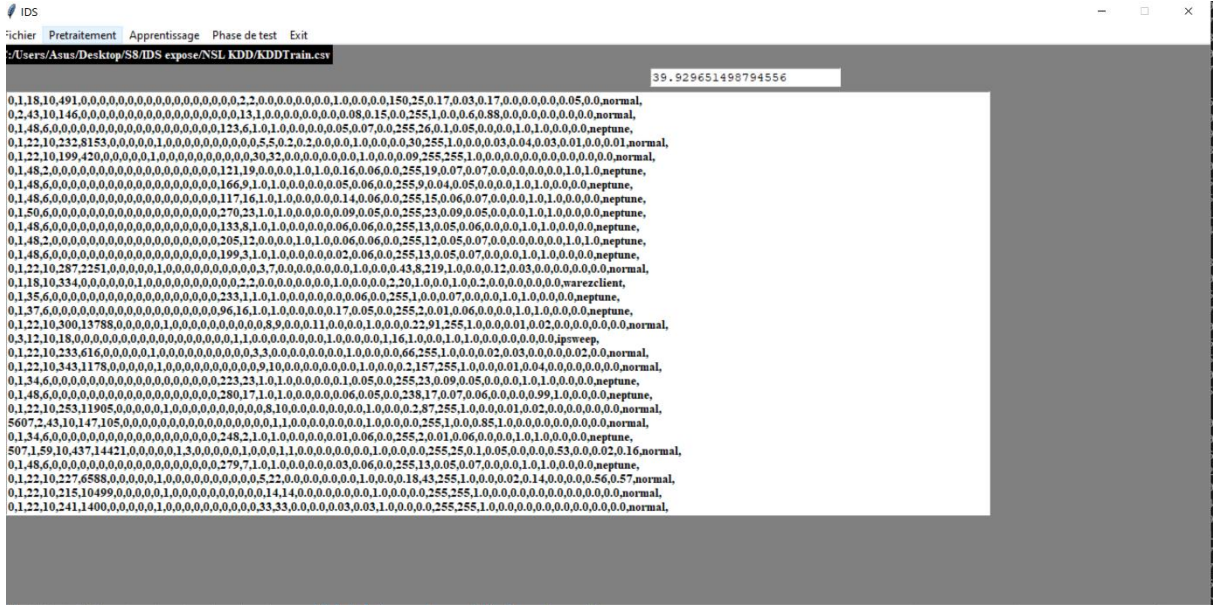 IDS
Fichier Pretraitement Apprentissage Phase de test Exit
:/Users/Asus/Desktop/S8/IDS expose/NSL KDD/KDDTrain.csv
39.929651498794556
0,1,18,10,491,0,0,0,0,0,0,0,0,0,0,0,0,0,0,0,0,0,0,2,2,0.0,0.0,0.0,0.0,1.0,0.0,0.0,150,25,0.17,0.03,0.17,0.0,0.0,0.0,0.05,0.0,normal,
0,2,43,10,146,0,0,0,0,0,0,0,0,0,0,0,0,0,0,0,0,0,0,13,1,0.0,0.0,0.0,0.0,0.08,0.15,0.0,255,1,0.0,0.6,0.88,0.0,0.0,0.0,0.0,0.0,normal,
0,1,48,6,0,0,0,0,0,0,0,0,0,0,0,0,0,0,0,0,0,0,0,123,6,1.0,1.0,0.0,0.0,0.05,0.07,0.0,255,26,0.1,0.05,0.0,0.0,1.0,1.0,0.0,0.0,neptune,
0,1,22,10,232,8153,0,0,0,0,0,1,0,0,0,0,0,0,0,0,0,0,0,5,5,0.2,0.2,0.0,0.0,1.0,0.0,0.0,30,255,1.0,0.0,0.03,0.04,0.03,0.01,0.0,0.01,normal,
0,1,22,10,199,420,0,0,0,0,0,1,0,0,0,0,0,0,0,0,0,0,0,30,32,0.0,0.0,0.0,0.0,1.0,0.0,0.09,255,255,1.0,0.0,0.0,0.0,0.0,0.0,0.0,0.0,normal,
0,1,48,2,0,0,0,0,0,0,0,0,0,0,0,0,0,0,0,0,0,0,0,121,19,0.0,0.0,1.0,1.0,0.16,0.06,0.0,255,19,0.07,0.07,0.0,0.0,0.0,0.0,1.0,1.0,neptune,
0,1,48,6,0,0,0,0,0,0,0,0,0,0,0,0,0,0,0,0,0,0,0,166,9,1.0,1.0,0.0,0.0,0.05,0.06,0.0,255,9,0.04,0.05,0.0,0.0,1.0,1.0,0.0,0.0,neptune,
0,1,48,6,0,0,0,0,0,0,0,0,0,0,0,0,0,0,0,0,0,0,0,117,16,1.0,1.0,0.0,0.0,0.14,0.06,0.0,255,15,0.06,0.07,0.0,0.0,1.0,1.0,0.0,0.0,neptune,
0,1,50,6,0,0,0,0,0,0,0,0,0,0,0,0,0,0,0,0,0,0,0,270,23,1.0,1.0,0.0,0.0,0.09,0.05,0.0,255,23,0.09,0.05,0.0,0.0,1.0,1.0,0.0,0.0,neptune,
0,1,48,6,0,0,0,0,0,0,0,0,0,0,0,0,0,0,0,0,0,0,0,133,8,1.0,1.0,0.0,0.0,0.06,0.06,0.0,255,13,0.05,0.06,0.0,0.0,1.0,1.0,0.0,0.0,neptune,
0,1,48,2,0,0,0,0,0,0,0,0,0,0,0,0,0,0,0,0,0,0,0,205,12,0.0,0.0,1.0,1.0,0.06,0.06,0.0,255,12,0.05,0.07,0.0,0.0,0.0,0.0,1.0,1.0,neptune,
0,1,48,6,0,0,0,0,0,0,0,0,0,0,0,0,0,0,0,0,0,0,0,199,3,1.0,1.0,0.0,0.0,0.02,0.06,0.0,255,13,0.05,0.07,0.0,0.0,1.0,1.0,0.0,0.0,neptune,
0,1,22,10,287,2251,0,0,0,0,0,1,0,0,0,0,0,0,0,0,0,0,0,3,7,0.0,0.0,0.0,0.0,1.0,0.0,0.43,8,219,1.0,0.0,0.12,0.03,0.0,0.0,0.0,0.0,normal,
0,1,18,10,334,0,0,0,0,0,0,1,0,0,0,0,0,0,0,0,0,0,0,2,2,0.0,0.0,0.0,0.0,1.0,0.0,0.0,2,20,1.0,0.0,1.0,0.2,0.0,0.0,0.0,0.0,warezclient,
0,1,35,6,0,0,0,0,0,0,0,0,0,0,0,0,0,0,0,0,0,0,0,233,1,1.0,1.0,0.0,0.0,0.0,0.06,0.0,255,1,0.0,0.07,0.0,0.0,1.0,1.0,0.0,0.0,neptune,
0,1,37,6,0,0,0,0,0,0,0,0,0,0,0,0,0,0,0,0,0,0,0,96,16,1.0,1.0,0.0,0.0,0.17,0.05,0.0,255,2,0.01,0.06,0.0,0.0,1.0,1.0,0.0,0.0,neptune,
0,1,22,10,300,13788,0,0,0,0,0,1,0,0,0,0,0,0,0,0,0,0,0,8,9,0.0,0.11,0.0,0.0,1.0,0.0,0.22,91,255,1.0,0.0,0.01,0.02,0.0,0.0,0.0,0.0,normal,
0,3,12,10,18,0,0,0,0,0,0,0,0,0,0,0,0,0,0,0,0,0,0,1,1,0.0,0.0,0.0,0.0,1.0,0.0,0.0,1,16,1.0,0.0,1.0,1.0,0.0,0.0,0.0,0.0,ipsweep,
0,1,22,10,233,616,0,0,0,0,0,1,0,0,0,0,0,0,0,0,0,0,0,3,3,0.0,0.0,0.0,0.0,1.0,0.0,0.0,66,255,1.0,0.0,0.02,0.03,0.0,0.0,0.02,0.0,normal,
0,1,22,10,343,1178,0,0,0,0,0,1,0,0,0,0,0,0,0,0,0,0,0,9,10,0.0,0.0,0.0,0.0,1.0,0.0,0.2,157,255,1.0,0.0,0.01,0.04,0.0,0.0,0.0,0.0,normal,
0,1,34,6,0,0,0,0,0,0,0,0,0,0,0,0,0,0,0,0,0,0,0,223,23,1.0,1.0,0.0,0.0,0.1,0.05,0.0,255,23,0.09,0.05,0.0,0.0,1.0,1.0,0.0,0.0,neptune,
0,1,48,6,0,0,0,0,0,0,0,0,0,0,0,0,0,0,0,0,0,0,0,280,17,1.0,1.0,0.0,0.0,0.06,0.05,0.0,238,17,0.07,0.06,0.0,0.0,0.99,1.0,0.0,0.0,neptune,
0,1,22,10,253,11905,0,0,0,0,0,1,0,0,0,0,0,0,0,0,0,0,0,8,10,0.0,0.0,0.0,0.0,1.0,0.0,0.2,87,255,1.0,0.0,0.01,0.02,0.0,0.0,0.0,0.0,normal,
5607,2,43,10,147,105,0,0,0,0,0,0,0,0,0,0,0,0,0,0,0,0,0,1,1,0.0,0.0,0.0,0.0,1.0,0.0,0.0,255,1,0.0,0.85,1.0,0.0,0.0,0.0,0.0,0.0,normal,
0,1,34,6,0,0,0,0,0,0,0,0,0,0,0,0,0,0,0,0,0,0,0,248,2,1.0,1.0,0.0,0.0,0.01,0.06,0.0,255,2,0.01,0.06,0.0,0.0,1.0,1.0,0.0,0.0,neptune,
507,1,59,10,437,14421,0,0,0,0,0,1,3,0,0,0,0,0,1,0,0,0,0,1,1,0.0,0.0,0.0,0.0,1.0,0.0,0.0,255,25,0.1,0.05,0.0,0.0,0.53,0.0,0.02,0.16,normal,
0,1,48,6,0,0,0,0,0,0,0,0,0,0,0,0,0,0,0,0,0,0,0,279,7,1.0,1.0,0.0,0.0,0.03,0.06,0.0,255,13,0.05,0.07,0.0,0.0,1.0,1.0,0.0,0.0,neptune,
0,1,22,10,227,6588,0,0,0,0,0,1,0,0,0,0,0,0,0,0,0,0,0,5,22,0.0,0.0,0.0,0.0,1.0,0.0,0.18,43,255,1.0,0.0,0.02,0.14,0.0,0.0,0.56,0.57,normal,
0,1,22,10,215,10499,0,0,0,0,0,1,0,0,0,0,0,0,0,0,0,0,0,14,14,0.0,0.0,0.0,0.0,1.0,0.0,0.0,255,255,1.0,0.0,0.0,0.0,0.0,0.0,0.0,0.0,normal,
0,1,22,10,241,1400,0,0,0,0,0,1,0,0,0,0,0,0,0,0,0,0,0,33,33,0.0,0.0,0.03,0.03,1.0,0.0,0.0,255,255,1.0,0.0,0.0,0.0,0.0,0.0,0.0,0.0,normal,